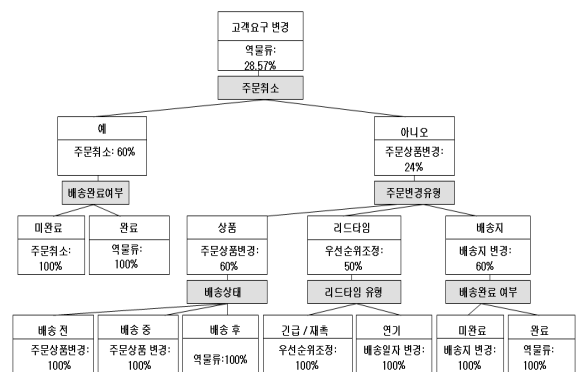 고객요구 변경
역물류:
28.57%
주문취소
예
주문취소: 60%
아니오
주문상품변경:
24%
배송완료여부
주문변경유형
미완료
주문취소:
100%
완료
역물류:
100%
상품
주문상품변경:
60%
리드타임
우선순위조정:
50%
배송지
배송지 변경:
60%
배송상태
리드타임 유형
배송완료 여부
배송 전
주문상품변경:
100%
배송 중
주문상품 변경:
100%
배송 후
역물류:100%
긴급 / 재촉
우선순위조정:
100%
연기
배송일자 변경:
100%
미완료
배송지 변경:
100%
완료
역물류:
100%